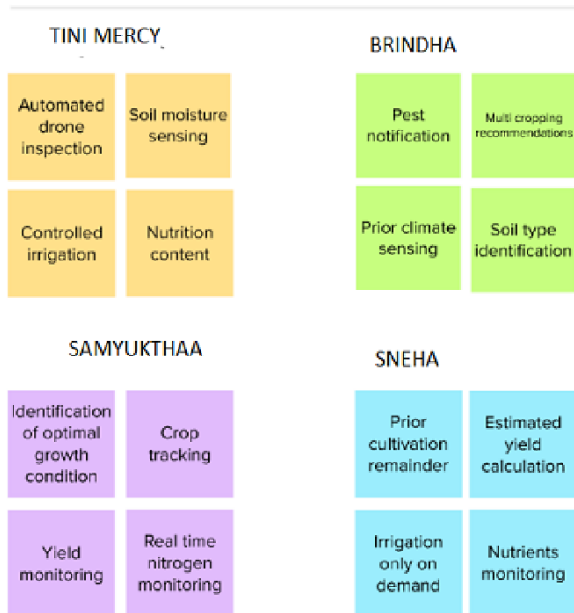 TINI MERCY
Automated
drone
inspection
Soil moisture
sensing
Controlled
irrigation
Nutrition
content
BRINDHA
Pest
notification
Multi cropping
recommendations
Prior climate
sensing
Soil type
identification
SAMYUKTHAA
Identification
of optimal
growth
condition
Crop
tracking
Yield
monitoring
Real time
nitrogen
monitoring
SNEHA
Prior
cultivation
remainder
Estimated
yield
calculation
Irrigation
only on
demand
Nutrients
monitoring